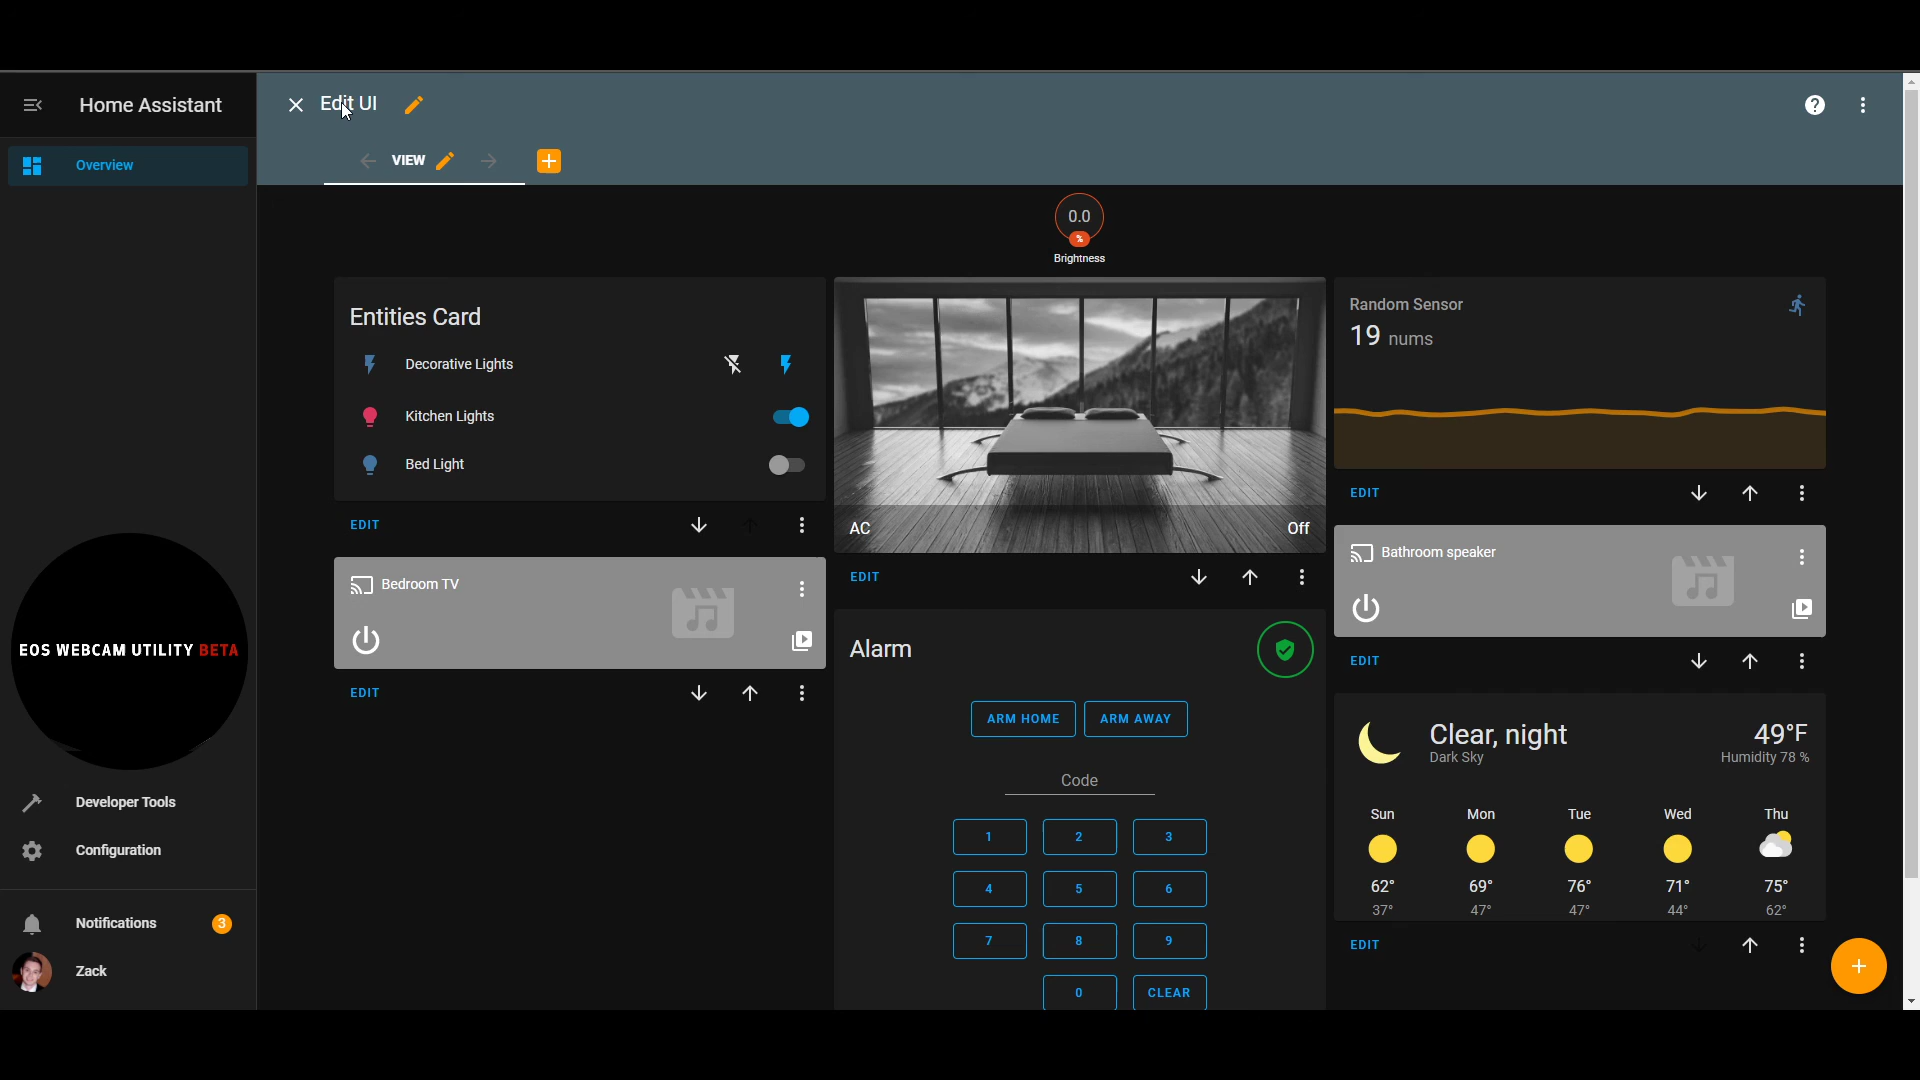 Home Assistant
Edit UI
Overview
VIEW
0.0
%
Brightness
Entities Card
Decorative Lights
Kitchen Lights
Bed Light
EDIT
Bedroom TV
EDIT
AC
Off
EDIT
Alarm
ARM HOME
ARM AWAY
Code
1
2
3
4
5
6
7
8
9
0
CLEAR
Random Sensor
19 nums
EDIT
Bathroom speaker
EDIT
Clear, night
49°F
Dark Sky
Humidity 78 %
Sun Mon Tue Wed Thu
62° 69° 76° 71° 75°
37° 47° 47° 44° 62°
EDIT
EOS WEBCAM UTILITY BETA
Developer Tools
Configuration
Notifications
3
Zack